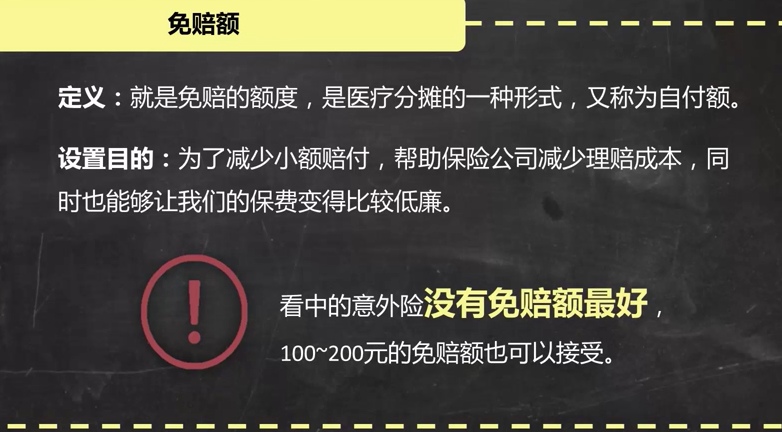 免赔额
定义：就是免赔的额度，是医疗分摊的一种形式，又称为自付额。
设置目的：为了减少小额赔付，帮助保险公司减少理赔成本，同
时也能够让我们的保费变得比较低廉。
看中的意外险没有免赔额最好，
100~200元的免赔额也可以接受。